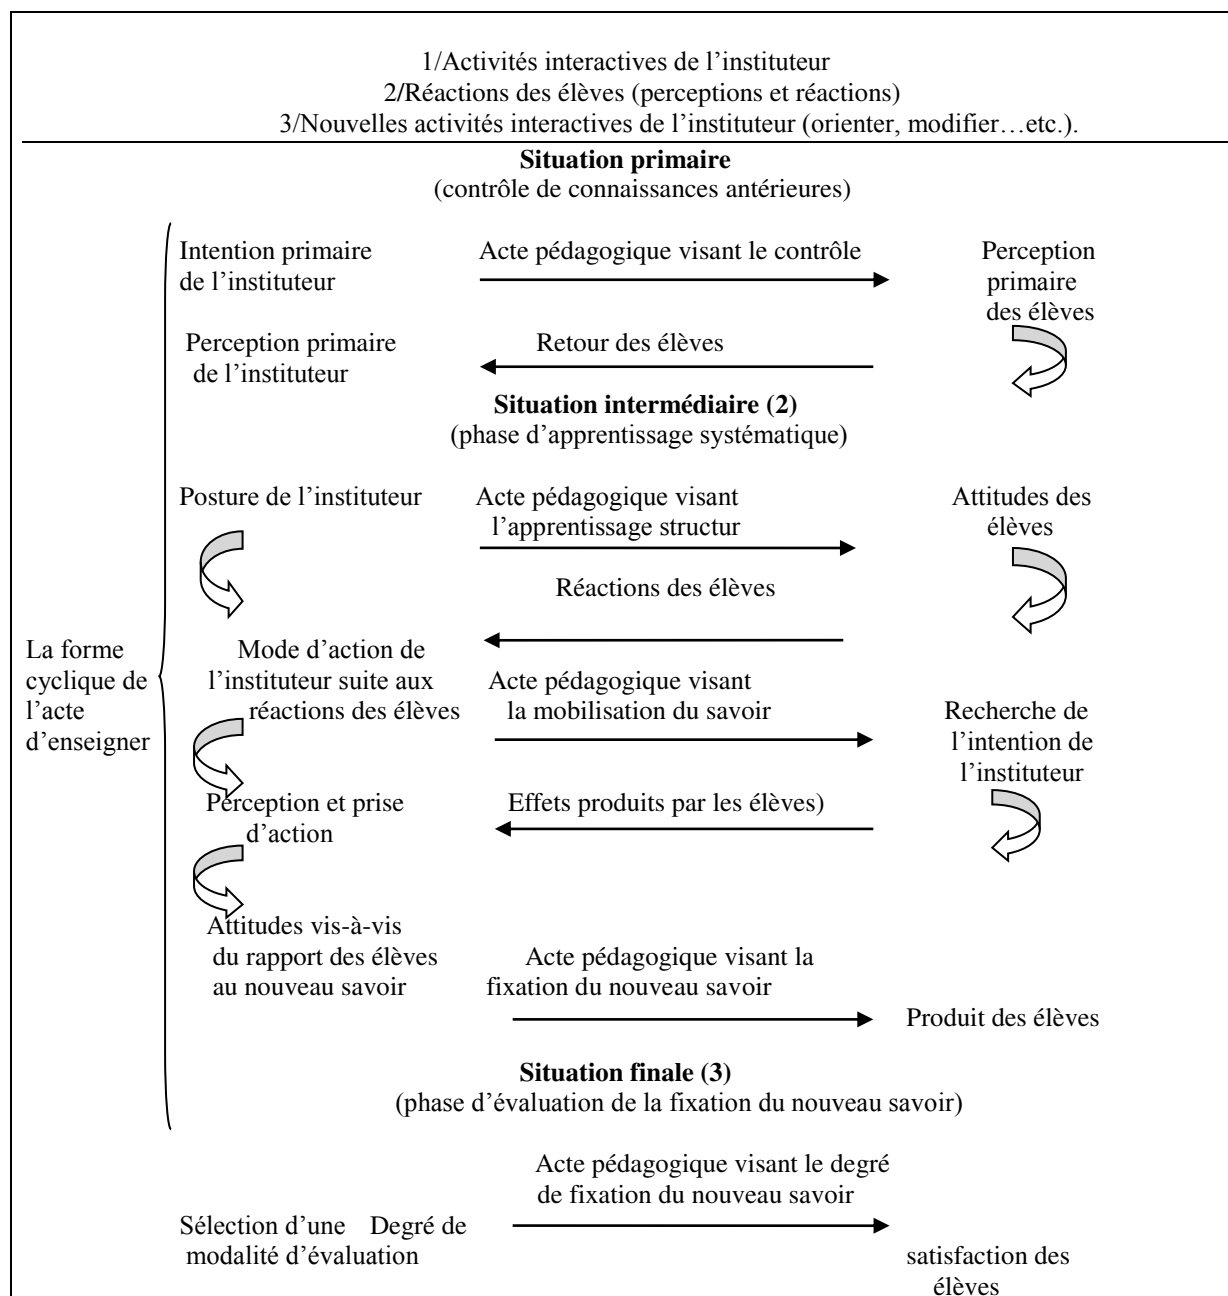 1/Activités interactives de l’instituteur
2/Réactions des élèves (perceptions et réactions)
3/Nouvelles activités interactives de l’instituteur (orienter, modifier…etc.).
Situation primaire
(contrôle de connaissances antérieures)
Intention primaire
de l’instituteur
Acte pédagogique visant le contrôle
Perception
primaire
des élèves
Perception primaire
de l’instituteur
Retour des élèves
Situation intermédiaire (2)
(phase d’apprentissage systématique)
Posture de l’instituteur
Acte pédagogique visant
l’apprentissage structur
Attitudes des
élèves
Réactions des élèves
La forme
cyclique de
l’acte
d’enseigner
Mode d’action de
l’instituteur suite aux
réactions des élèves
Acte pédagogique visant
la mobilisation du savoir
Recherche de
l’intention de
l’instituteur
Perception et prise
d’action
Effets produits par les élèves)
Attitudes vis-à-vis
du rapport des élèves
au nouveau savoir
Acte pédagogique visant la
fixation du nouveau savoir
Produit des élèves
Situation finale (3)
(phase d’évaluation de la fixation du nouveau savoir)
Acte pédagogique visant le degré
de fixation du nouveau savoir
Sélection d’une Degré de
modalité d’évaluation
satisfaction des
élèves